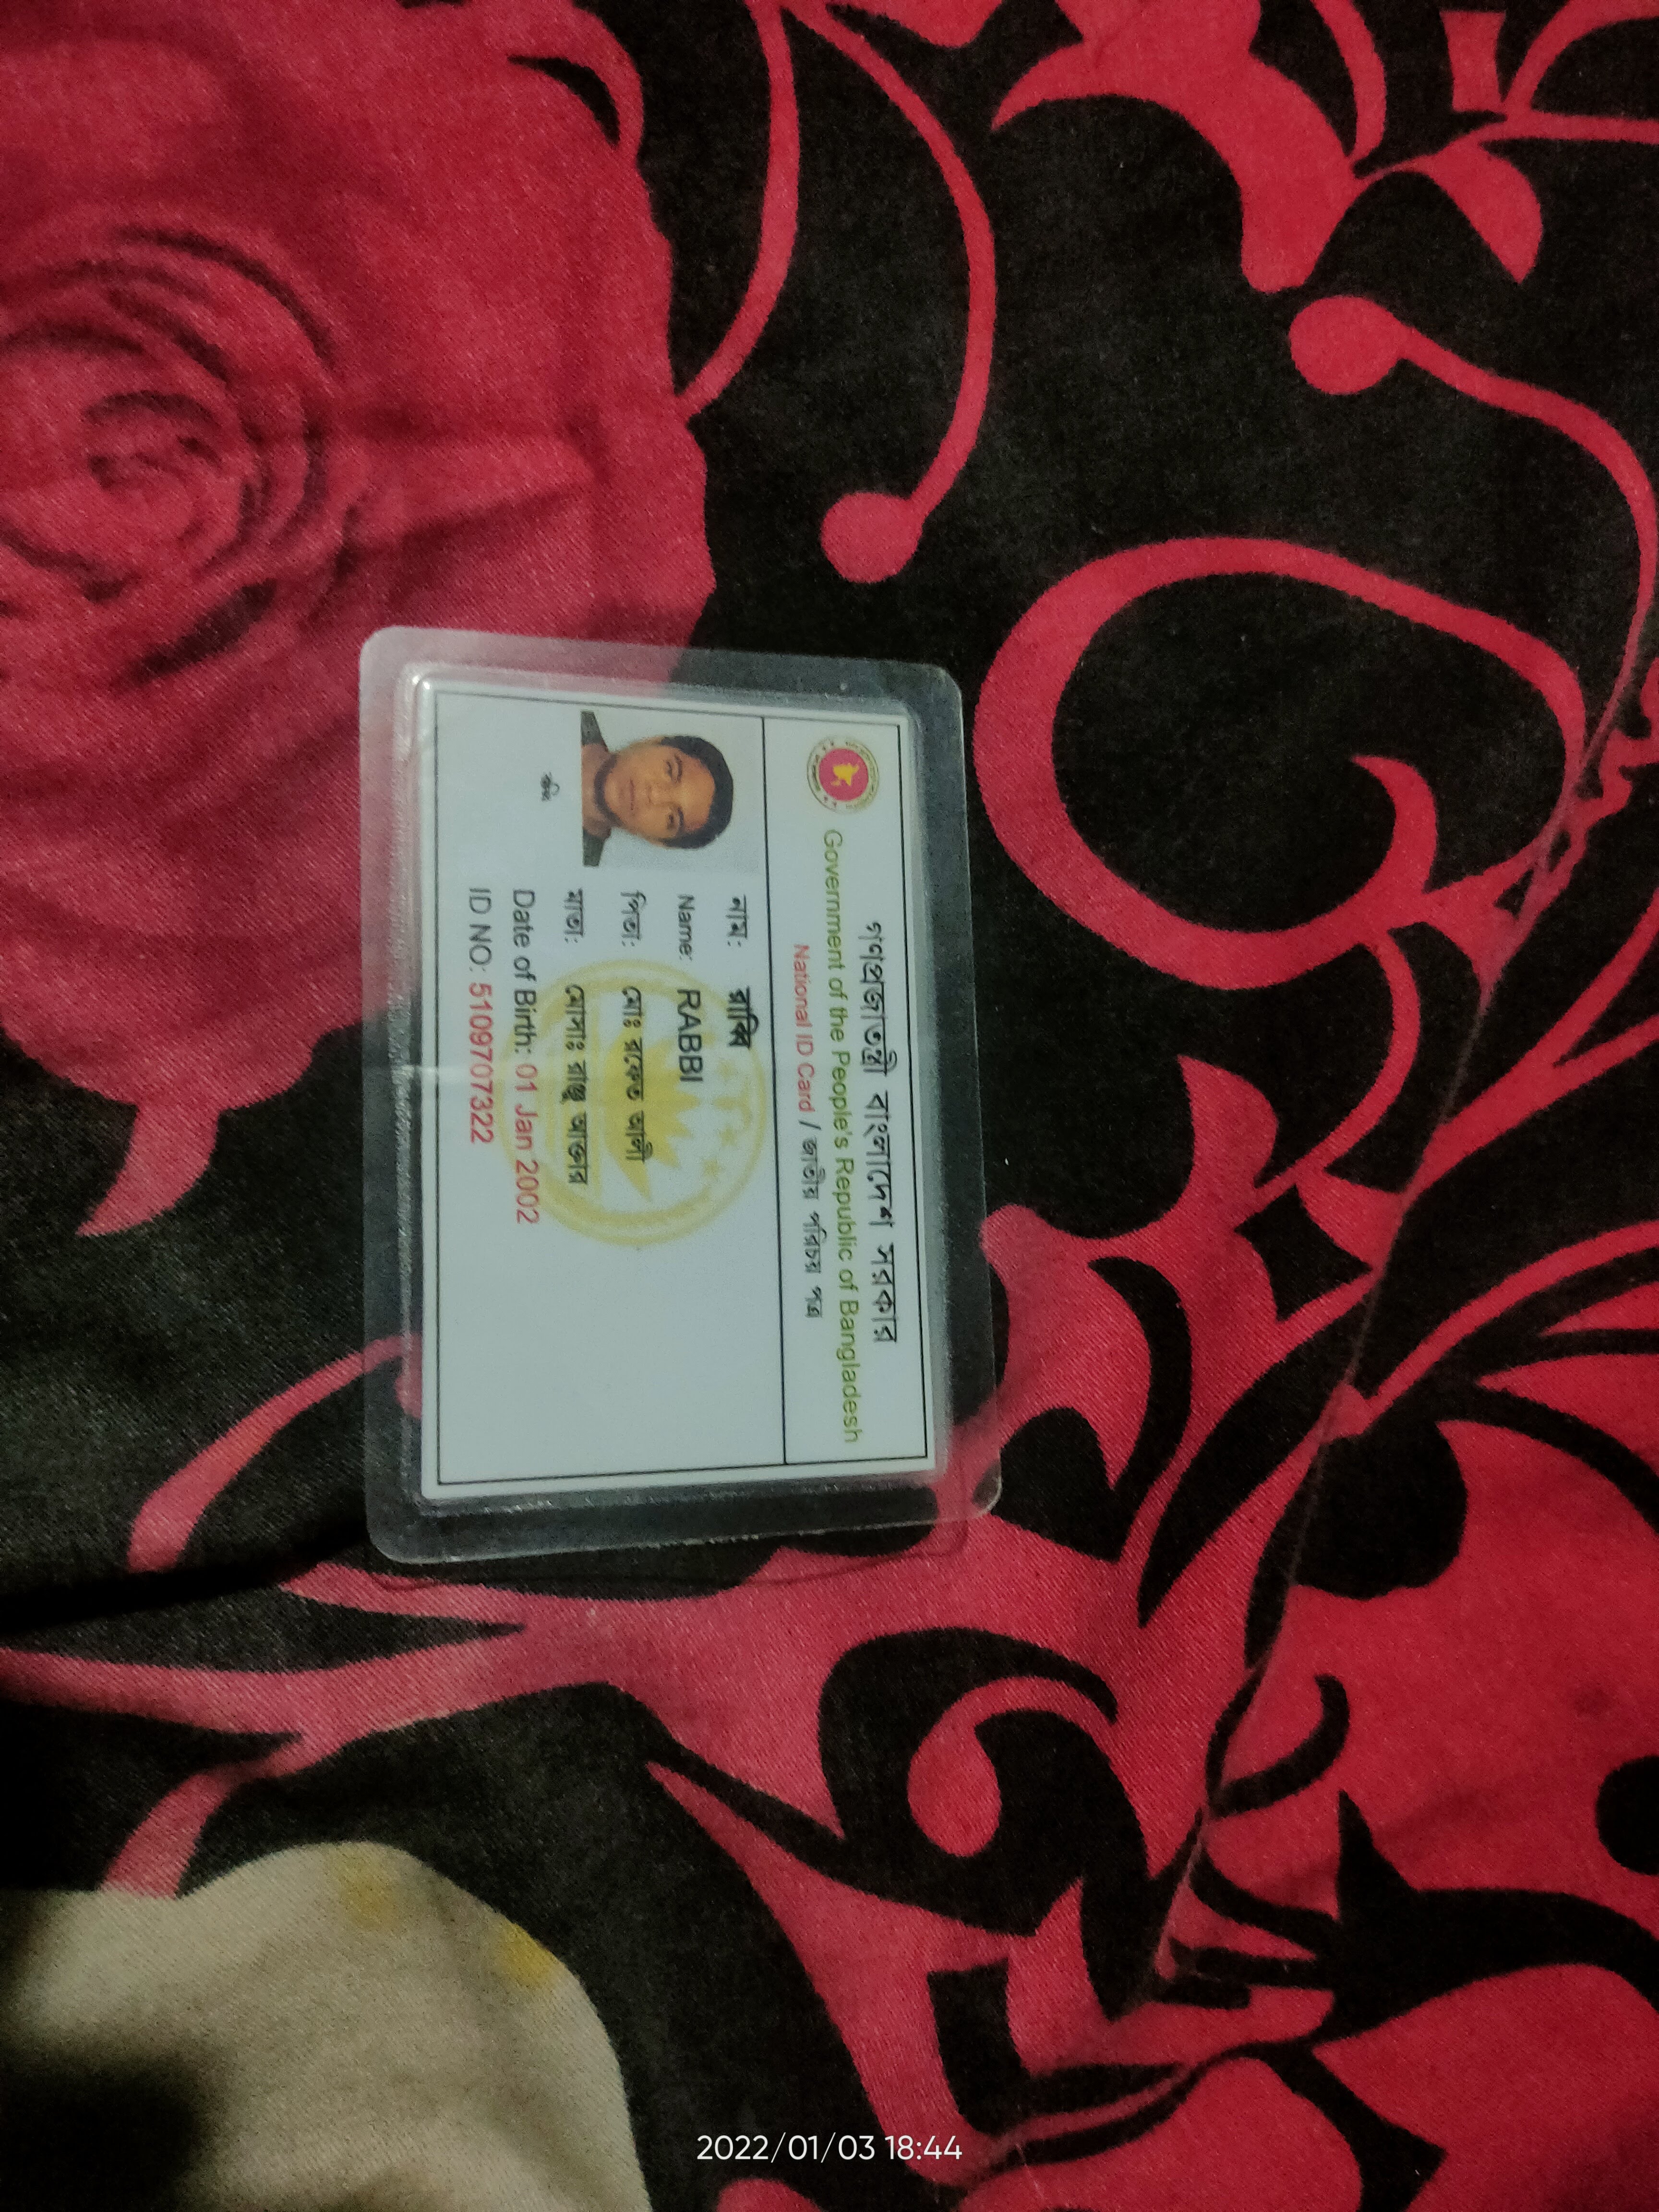 গণপ্রজাতন্ত্রী বাংলাদেশ সরকার
Government of the People's Republic of Bangladesh
National ID Card / জাতীয় পরিচয় পত্র
নাম: রাব্বি
Name: RABBI
পিতা: মোঃ রকেত আলী
মাতা: মোসাঃ রাঞ্জু আক্তার
Date of Birth: 01 Jan 2002
ID NO: 5109707322
2022/01/03 18:44